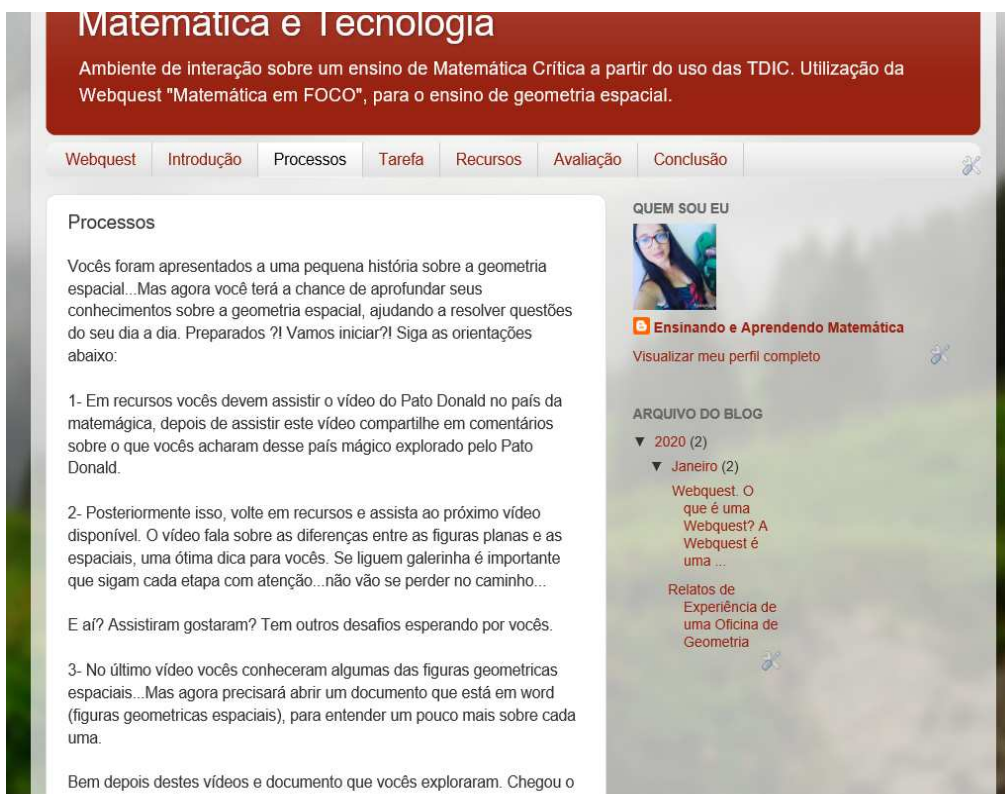 Matemática e Tecnologia
Ambiente de interação sobre um ensino de Matemática Crítica a partir do uso das TDIC. Utilização da
Webquest "Matemática em FOCO", para o ensino de geometria espacial.
Webquest Introdução Processos Tarefa Recursos Avaliação Conclusão
Processos
Vocês foram apresentados a uma pequena história sobre a geometria
espacial...Mas agora você terá a chance de aprofundar seus
conhecimentos sobre a geometria espacial, ajudando a resolver questões
do seu dia a dia. Preparados ?! Vamos iniciar?! Siga as orientações
abaixo:
1- Em recursos vocês devem assistir o vídeo do Pato Donald no país da
matemágica, depois de assistir este vídeo compartilhe em comentários
sobre o que vocês acharam desse país mágico explorado pelo Pato
Donald.
2- Posteriormente isso, volte em recursos e assista ao próximo vídeo
disponível. O vídeo fala sobre as diferenças entre as figuras planas e as
espaciais, uma ótima dica para vocês. Se liguem galerinha é importante
que sigam cada etapa com atenção...não vão se perder no caminho...
E aí? Assistiram gostaram? Tem outros desafios esperando por vocês.
3- No último vídeo vocês conheceram algumas das figuras geometricas
espaciais...Mas agora precisará abrir um documento que está em word
(figuras geometricas espaciais), para entender um pouco mais sobre cada
uma.
Bem depois destes vídeos e documento que vocês exploraram. Chegou o
QUEM SOU EU
Ensinando e Aprendendo Matemática
Visualizar meu perfil completo
ARQUIVO DO BLOG
▼ 2020 (2)
▼ Janeiro (2)
Webquest. O
que é uma
Webquest? A
Webquest é
uma ...
Relatos de
Experiência de
uma Oficina de
Geometria